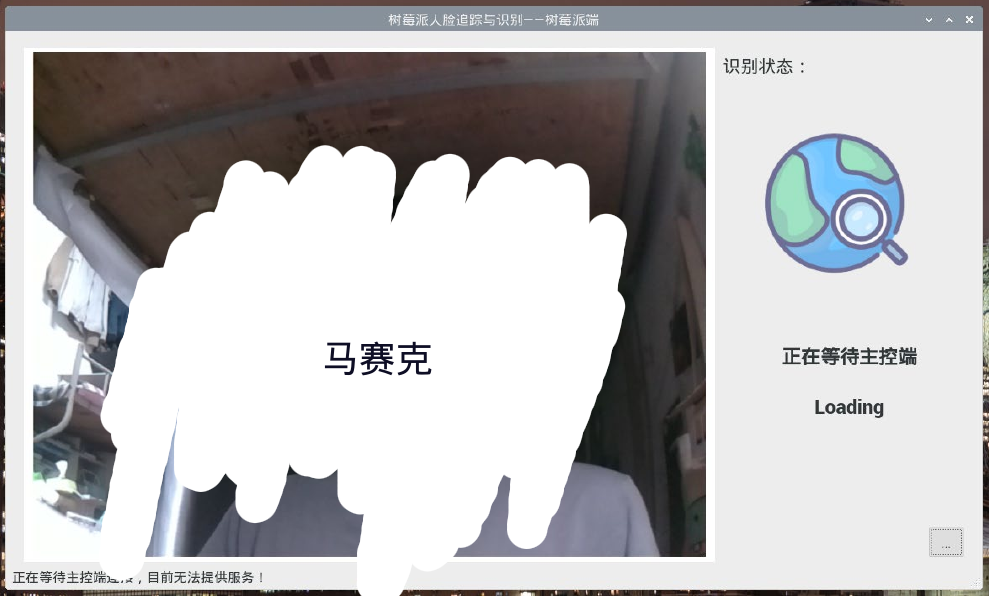 树莓派人脸追踪与识别——树莓派端
识别状态：
马赛克
正在等待主控端
Loading
...
正在等待主控端连接，目前无法提供服务！